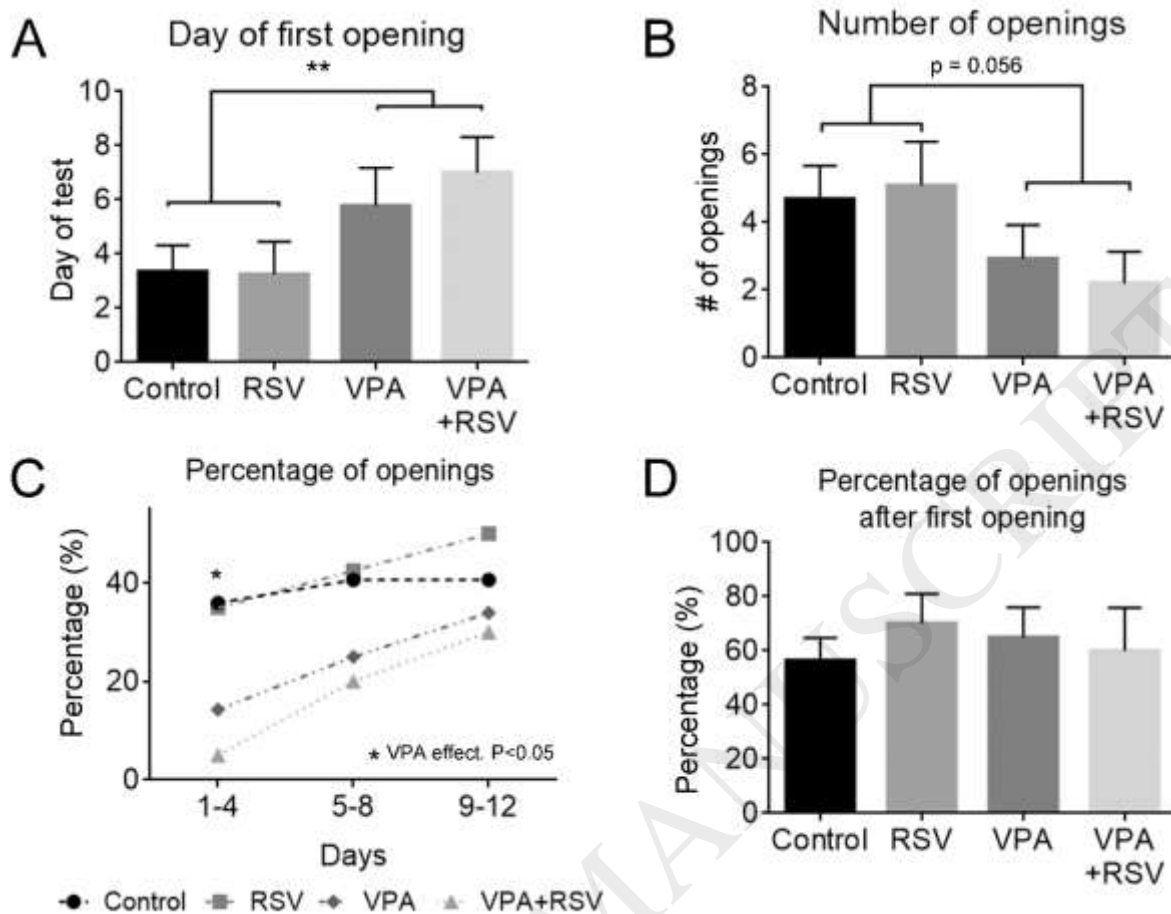 A
Day of first opening
**
Day of test
10
8
6
4
2
0
Control
RSV
VPA
VPA
+RSV
B
Number of openings
p = 0.056
# of openings
8
6
4
2
0
Control
RSV
VPA
VPA
+RSV
C
Percentage of openings
*
Percentage (%)
40
20
0
* VPA effect. P<0.05
1-4
5-8
9-12
Days
Control
RSV
VPA
VPA+RSV
D
Percentage of openings
after first opening
Percentage (%)
100
80
60
40
20
0
Control
RSV
VPA
VPA
+RSV
MANUSCRIPT